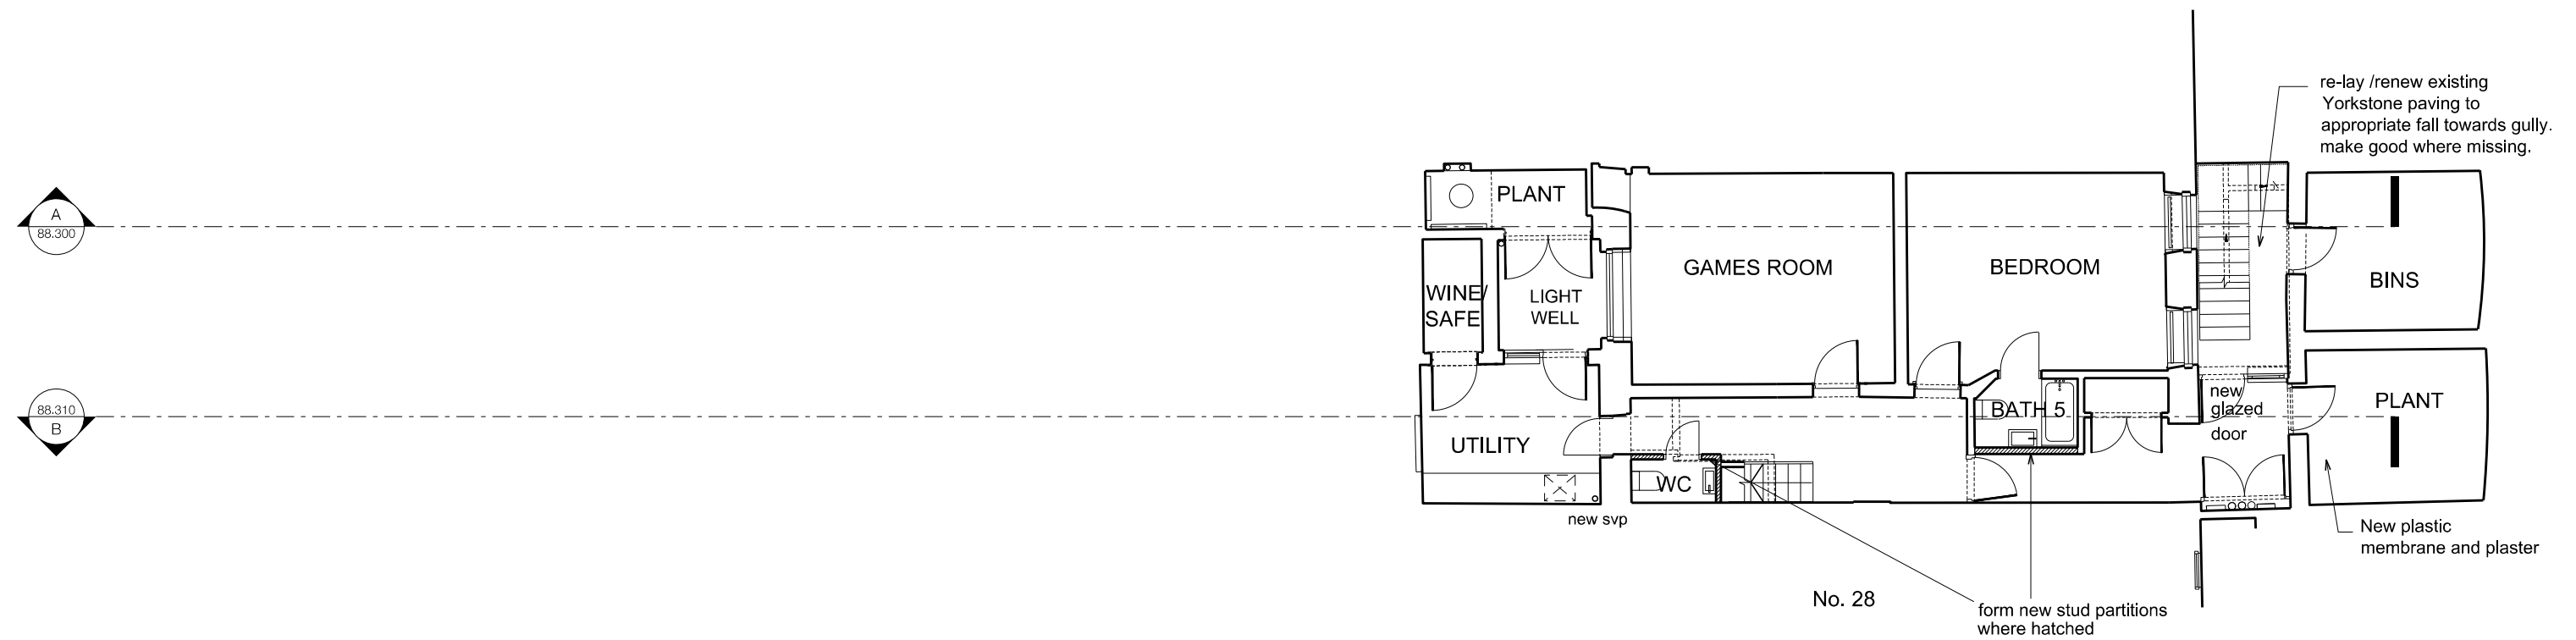 re-lay /renew existing
Yorkstone paving to
appropriate fall towards gully.
make good where missing.
A
88.300
PLANT
GAMES ROOM
BEDROOM
BINS
WINE/
SAFE
LIGHT
WELL
88.310
B
UTILITY
WC
BATH 5
new
glazed
door
PLANT
new svp
New plastic
membrane and plaster
No. 28
form new stud partitions
where hatched